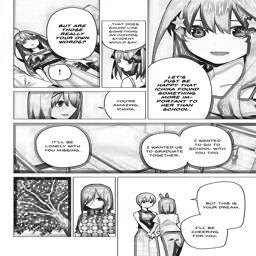 BUT ARE
THOSE
REALLY
YOUR OWN
WORDS?
...THAT DOES
SOUND LIKE
SOMETHING
AN HONORS
STUDENT
WOULD SAY.
!
LET'S
JUST BE
HAPPY THAT
ICHIKA FOUND
SOMETHING
MORE IM-
PORTANT TO
HER THAN
SCHOOL...
YOU'RE
AMAZING,
ICHIKA.
I WANTED
TO GO TO
SCHOOL WITH
YOU TOO.
I WANTED US
TO GRADUATE
TOGETHER.
I'LL BE
LONELY WITH
YOU MISSING.
BUT THIS IS
YOUR DREAM.
I'LL BE
CHEERING
FOR YOU.